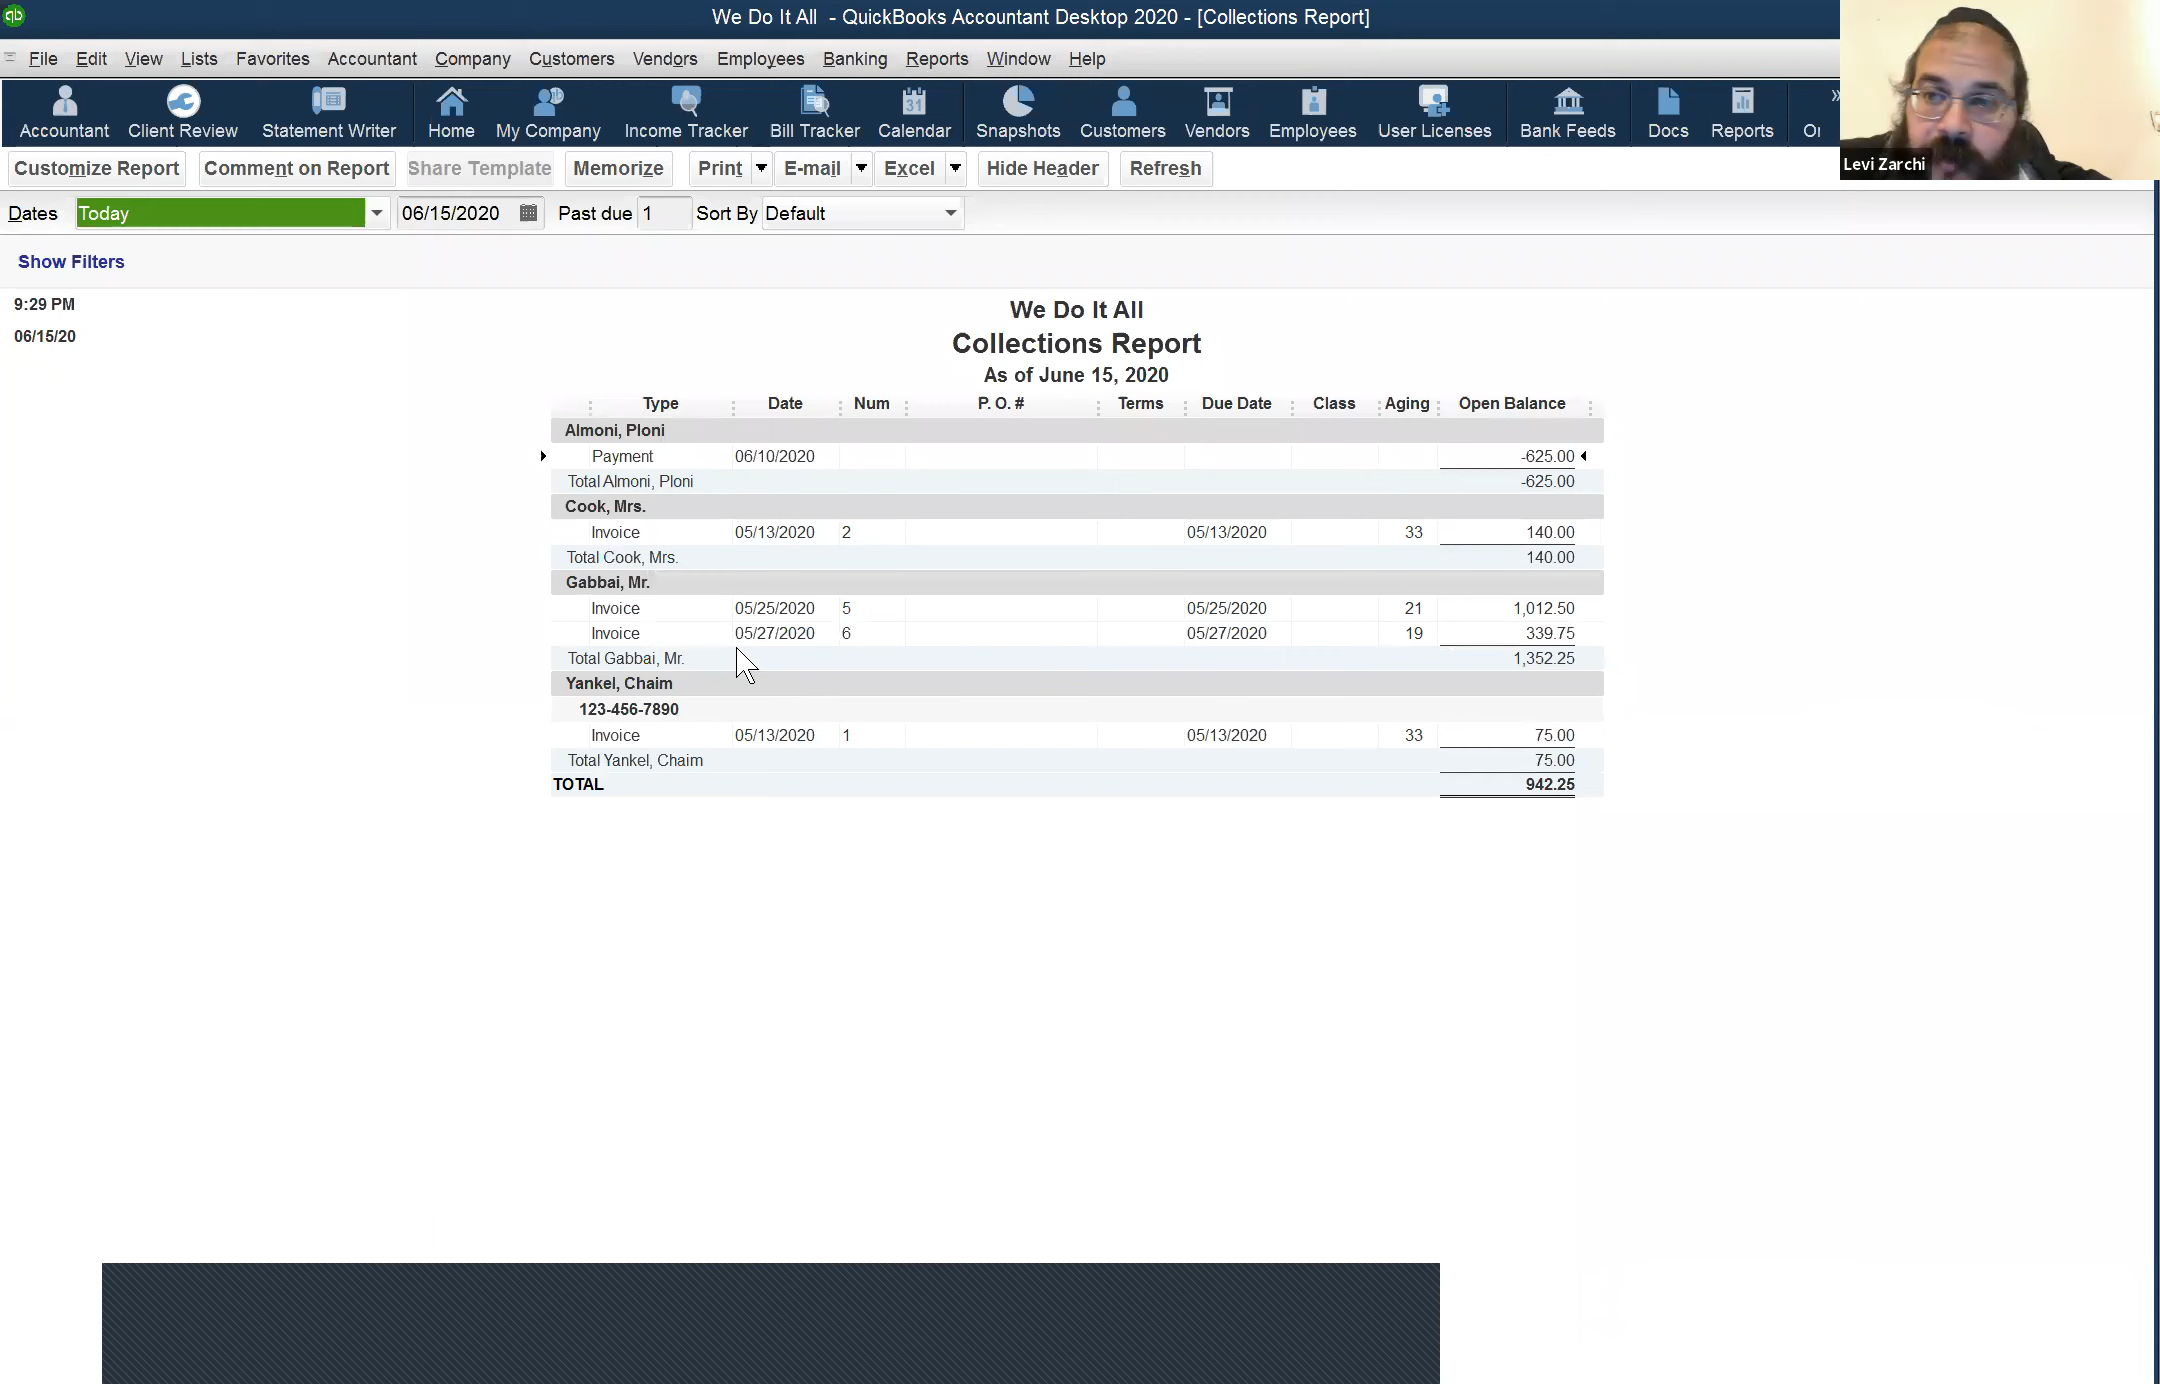 We Do It All - QuickBooks Accountant Desktop 2020 - [Collections Report]
File Edit View Lists Favorites Accountant Company Customers Vendors Employees Banking Reports Window Help
Accountant Client Review Statement Writer Home My Company Income Tracker Bill Tracker Calendar Snapshots Customers Vendors Employees User Licenses Bank Feeds Docs Reports
31
Levi Zarchi
Customize Report Comment on Report Share Template Memorize Print E-mail Excel Hide Header Refresh
Dates Today 06/15/2020 Past due 1 Sort By Default
Show Filters
9:29 PM
06/15/20
We Do It All
Collections Report
As of June 15, 2020
Type Date Num P. O. # Terms Due Date Class Aging Open Balance
Almoni, Ploni
Payment 06/10/2020 -625.00
Total Almoni, Ploni -625.00
Cook, Mrs.
Invoice 05/13/2020 2 05/13/2020 33 140.00
Total Cook, Mrs. 140.00
Gabbai, Mr.
Invoice 05/25/2020 5 05/25/2020 21 1,012.50
Invoice 05/27/2020 6 05/27/2020 19 339.75
Total Gabbai, Mr. 1,352.25
Yankel, Chaim
123-456-7890
Invoice 05/13/2020 1 05/13/2020 33 75.00
Total Yankel, Chaim 75.00
TOTAL 942.25